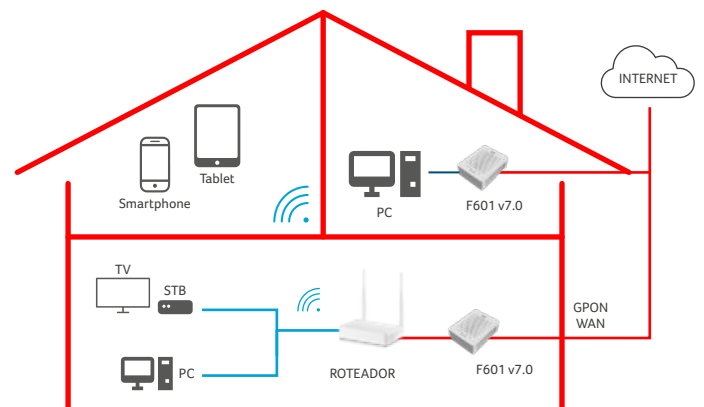 INTERNET
Tablet
Smartphone
PC
F601 v7.0
TV
STB
GPON
WAN
PC
ROTEADOR
F601 v7.0